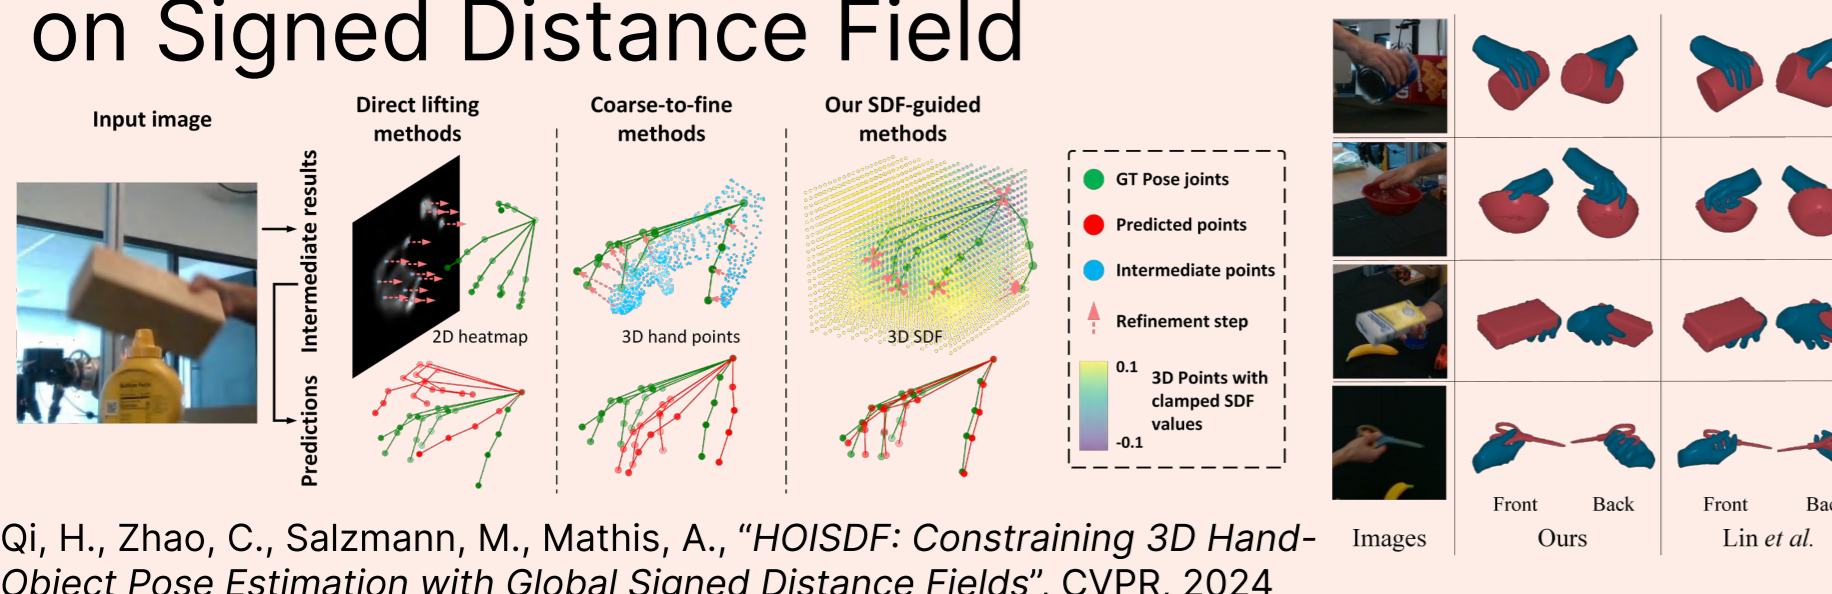 on Signed Distance Field
Input image
Direct lifting
methods
Coarse-to-fine
methods
Our SDF-guided
methods
Intermediate results
Predictions
2D heatmap
3D hand points
3D SDF
GT Pose joints
Predicted points
Intermediate points
Refinement step
0.1
-0.1
3D Points with
clamped SDF
values
Front
Back
Front
Bac
Images
Ours
Lin et al.
Qi, H., Zhao, C., Salzmann, M., Mathis, A., “HOISDF: Constraining 3D Hand-
Object Pose Estimation with Global Signed Distance Fields”, CVPR, 2024